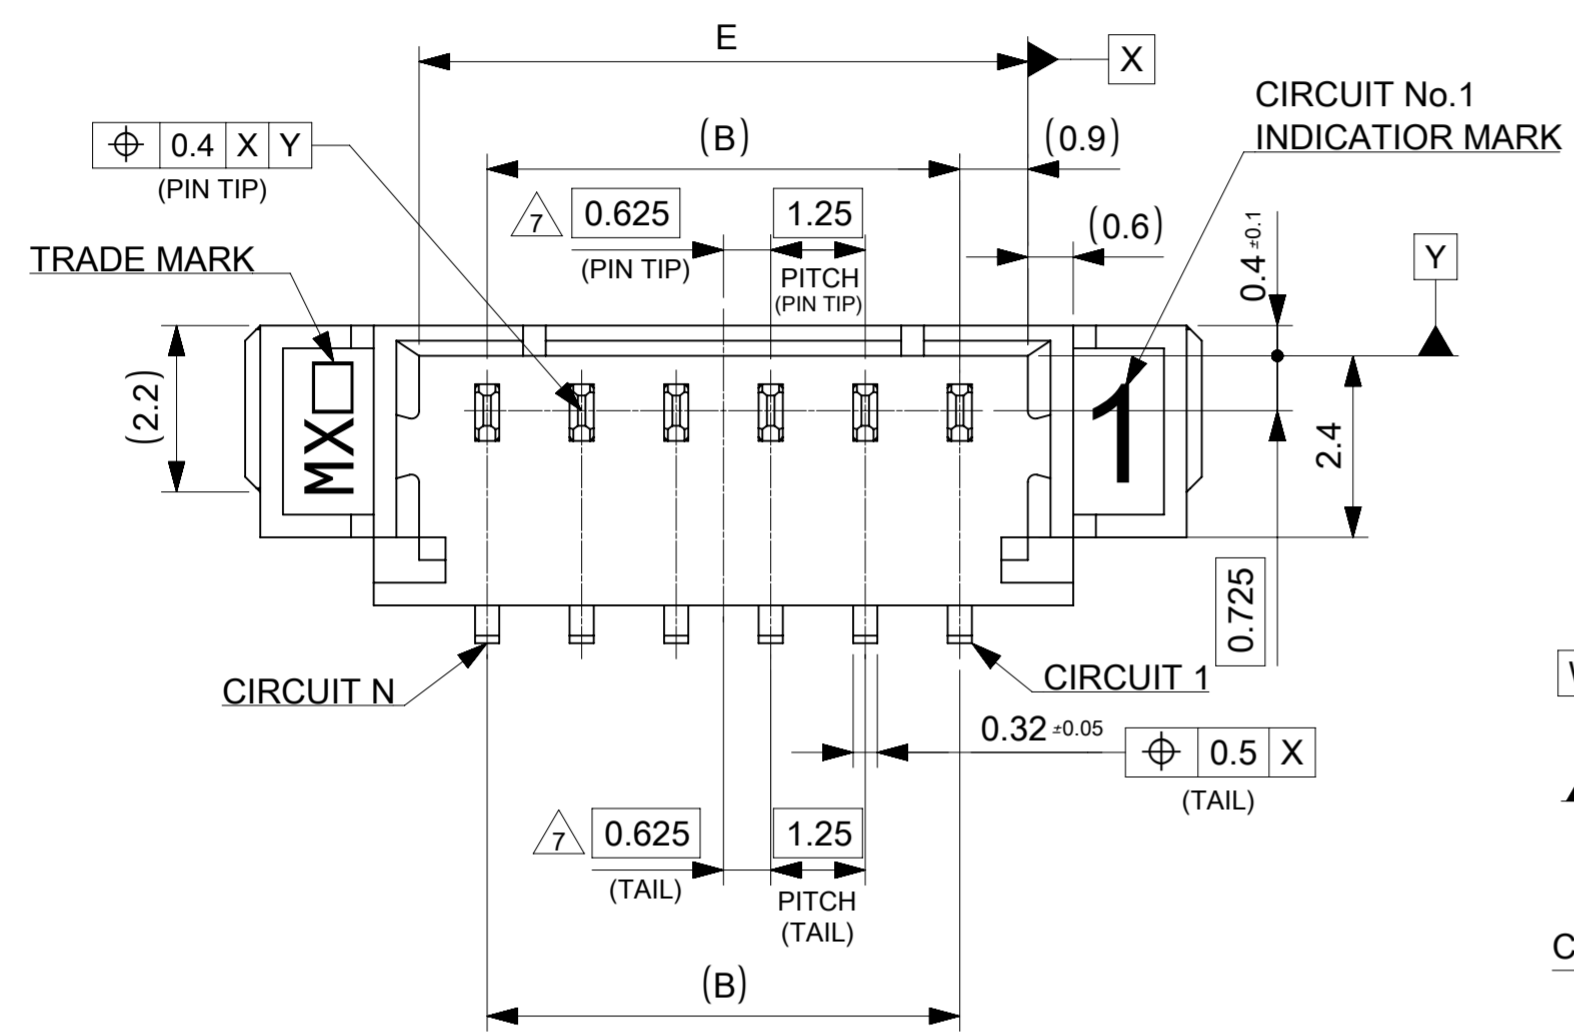 E
X
CIRCUIT No.1
INDICATIOR MARK
⌖ 0.4 X Y
(PIN TIP)
(B)
(0.9)
7 0.625
(PIN TIP)
1.25
PITCH
(PIN TIP)
(0.6)
0.4 ±0.1
Y
TRADE MARK
(2.2)
MX□
1
2.4
0.725
CIRCUIT N
CIRCUIT 1
0.32 ±0.05
⌖ 0.5 X
(TAIL)
7 0.625
(TAIL)
1.25
PITCH
(TAIL)
(B)
C